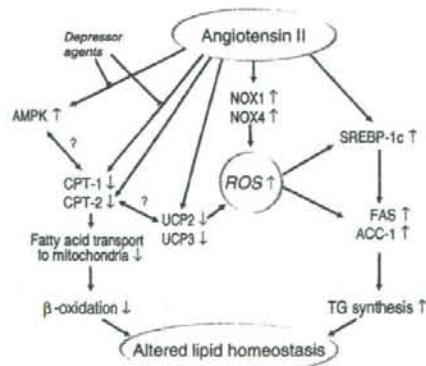 Depressor
agents
Angiotensin II
AMPK ↑
NOX1 ↑
NOX4 ↑
SREBP-1c ↑
?
CPT-1 ↓
CPT-2 ↓
?
UCP2 ↓
UCP3 ↓
ROS ↑
FAS ↑
ACC-1 ↑
Fatty acid transport
to mitochondria ↓
β-oxidation ↓
TG synthesis ↑
Altered lipid homeostasis